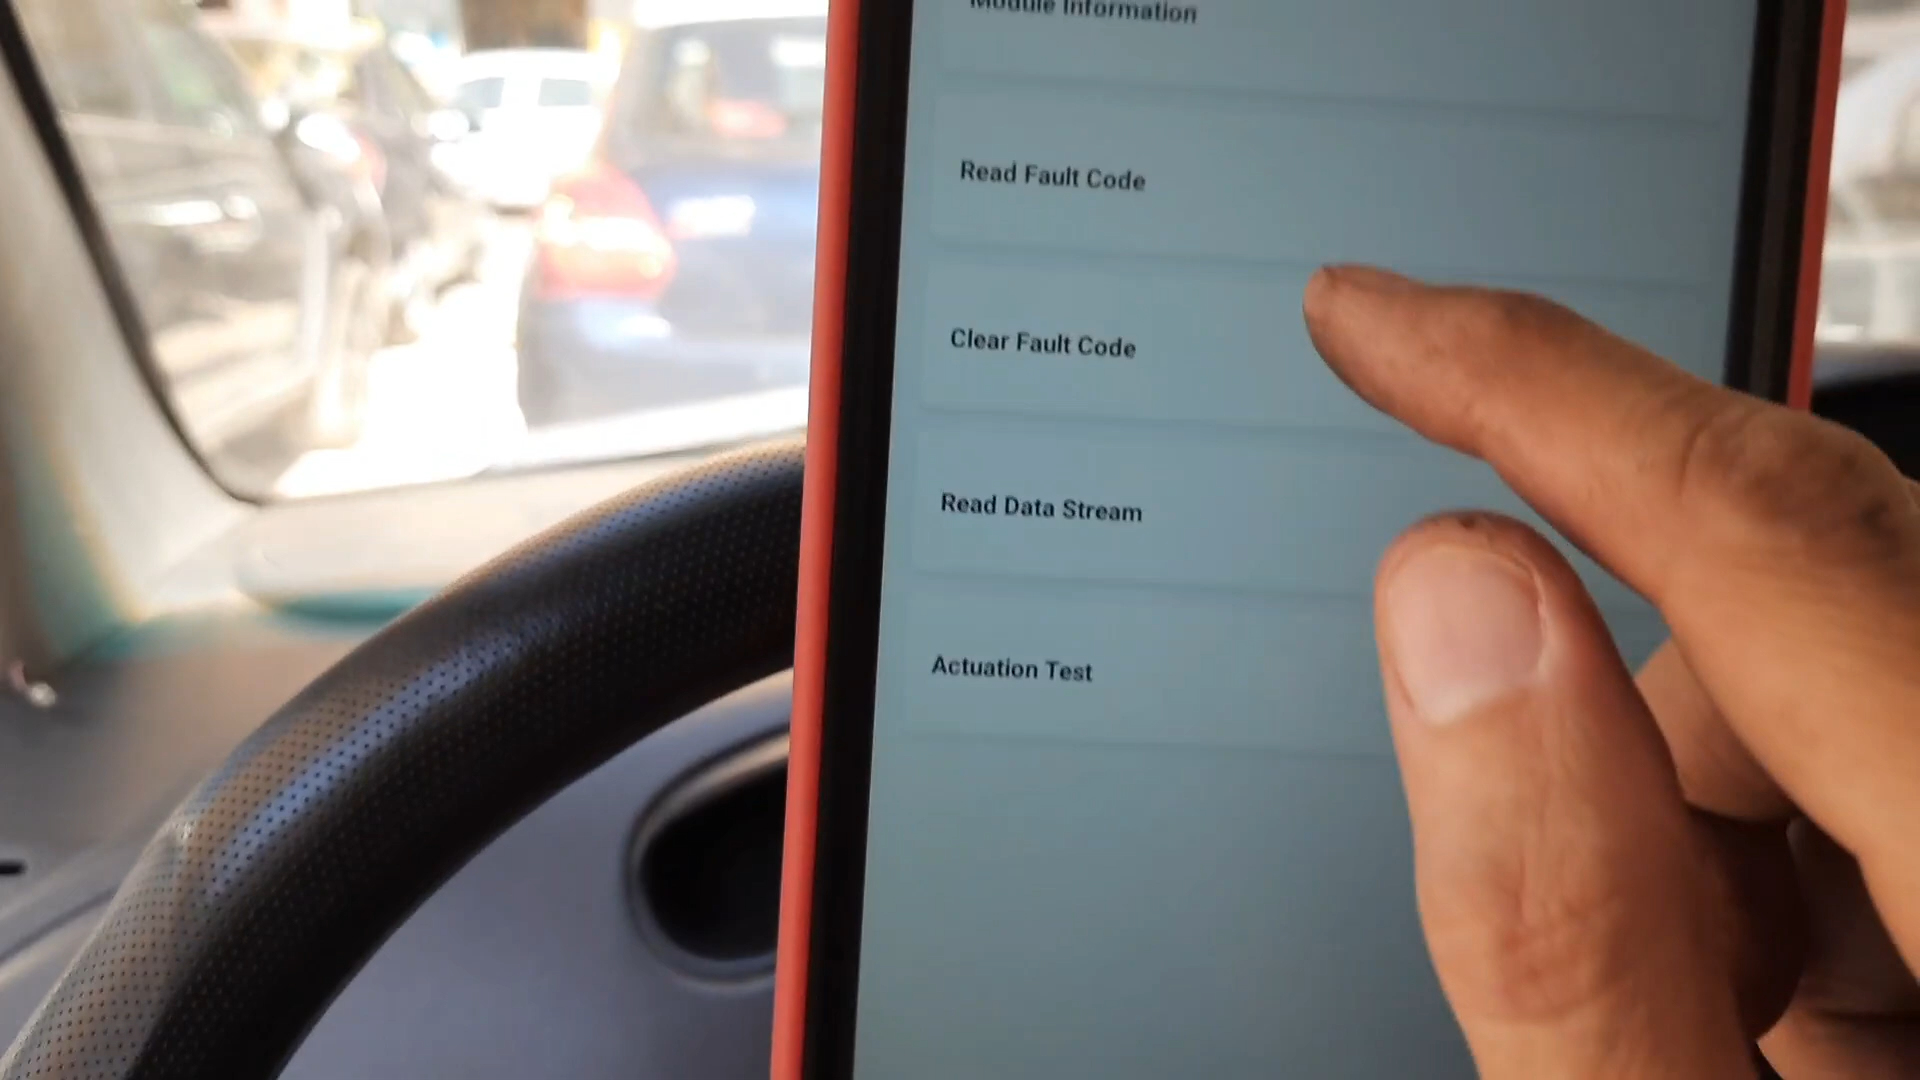 Module Information
Read Fault Code
Clear Fault Code
Read Data Stream
Actuation Test